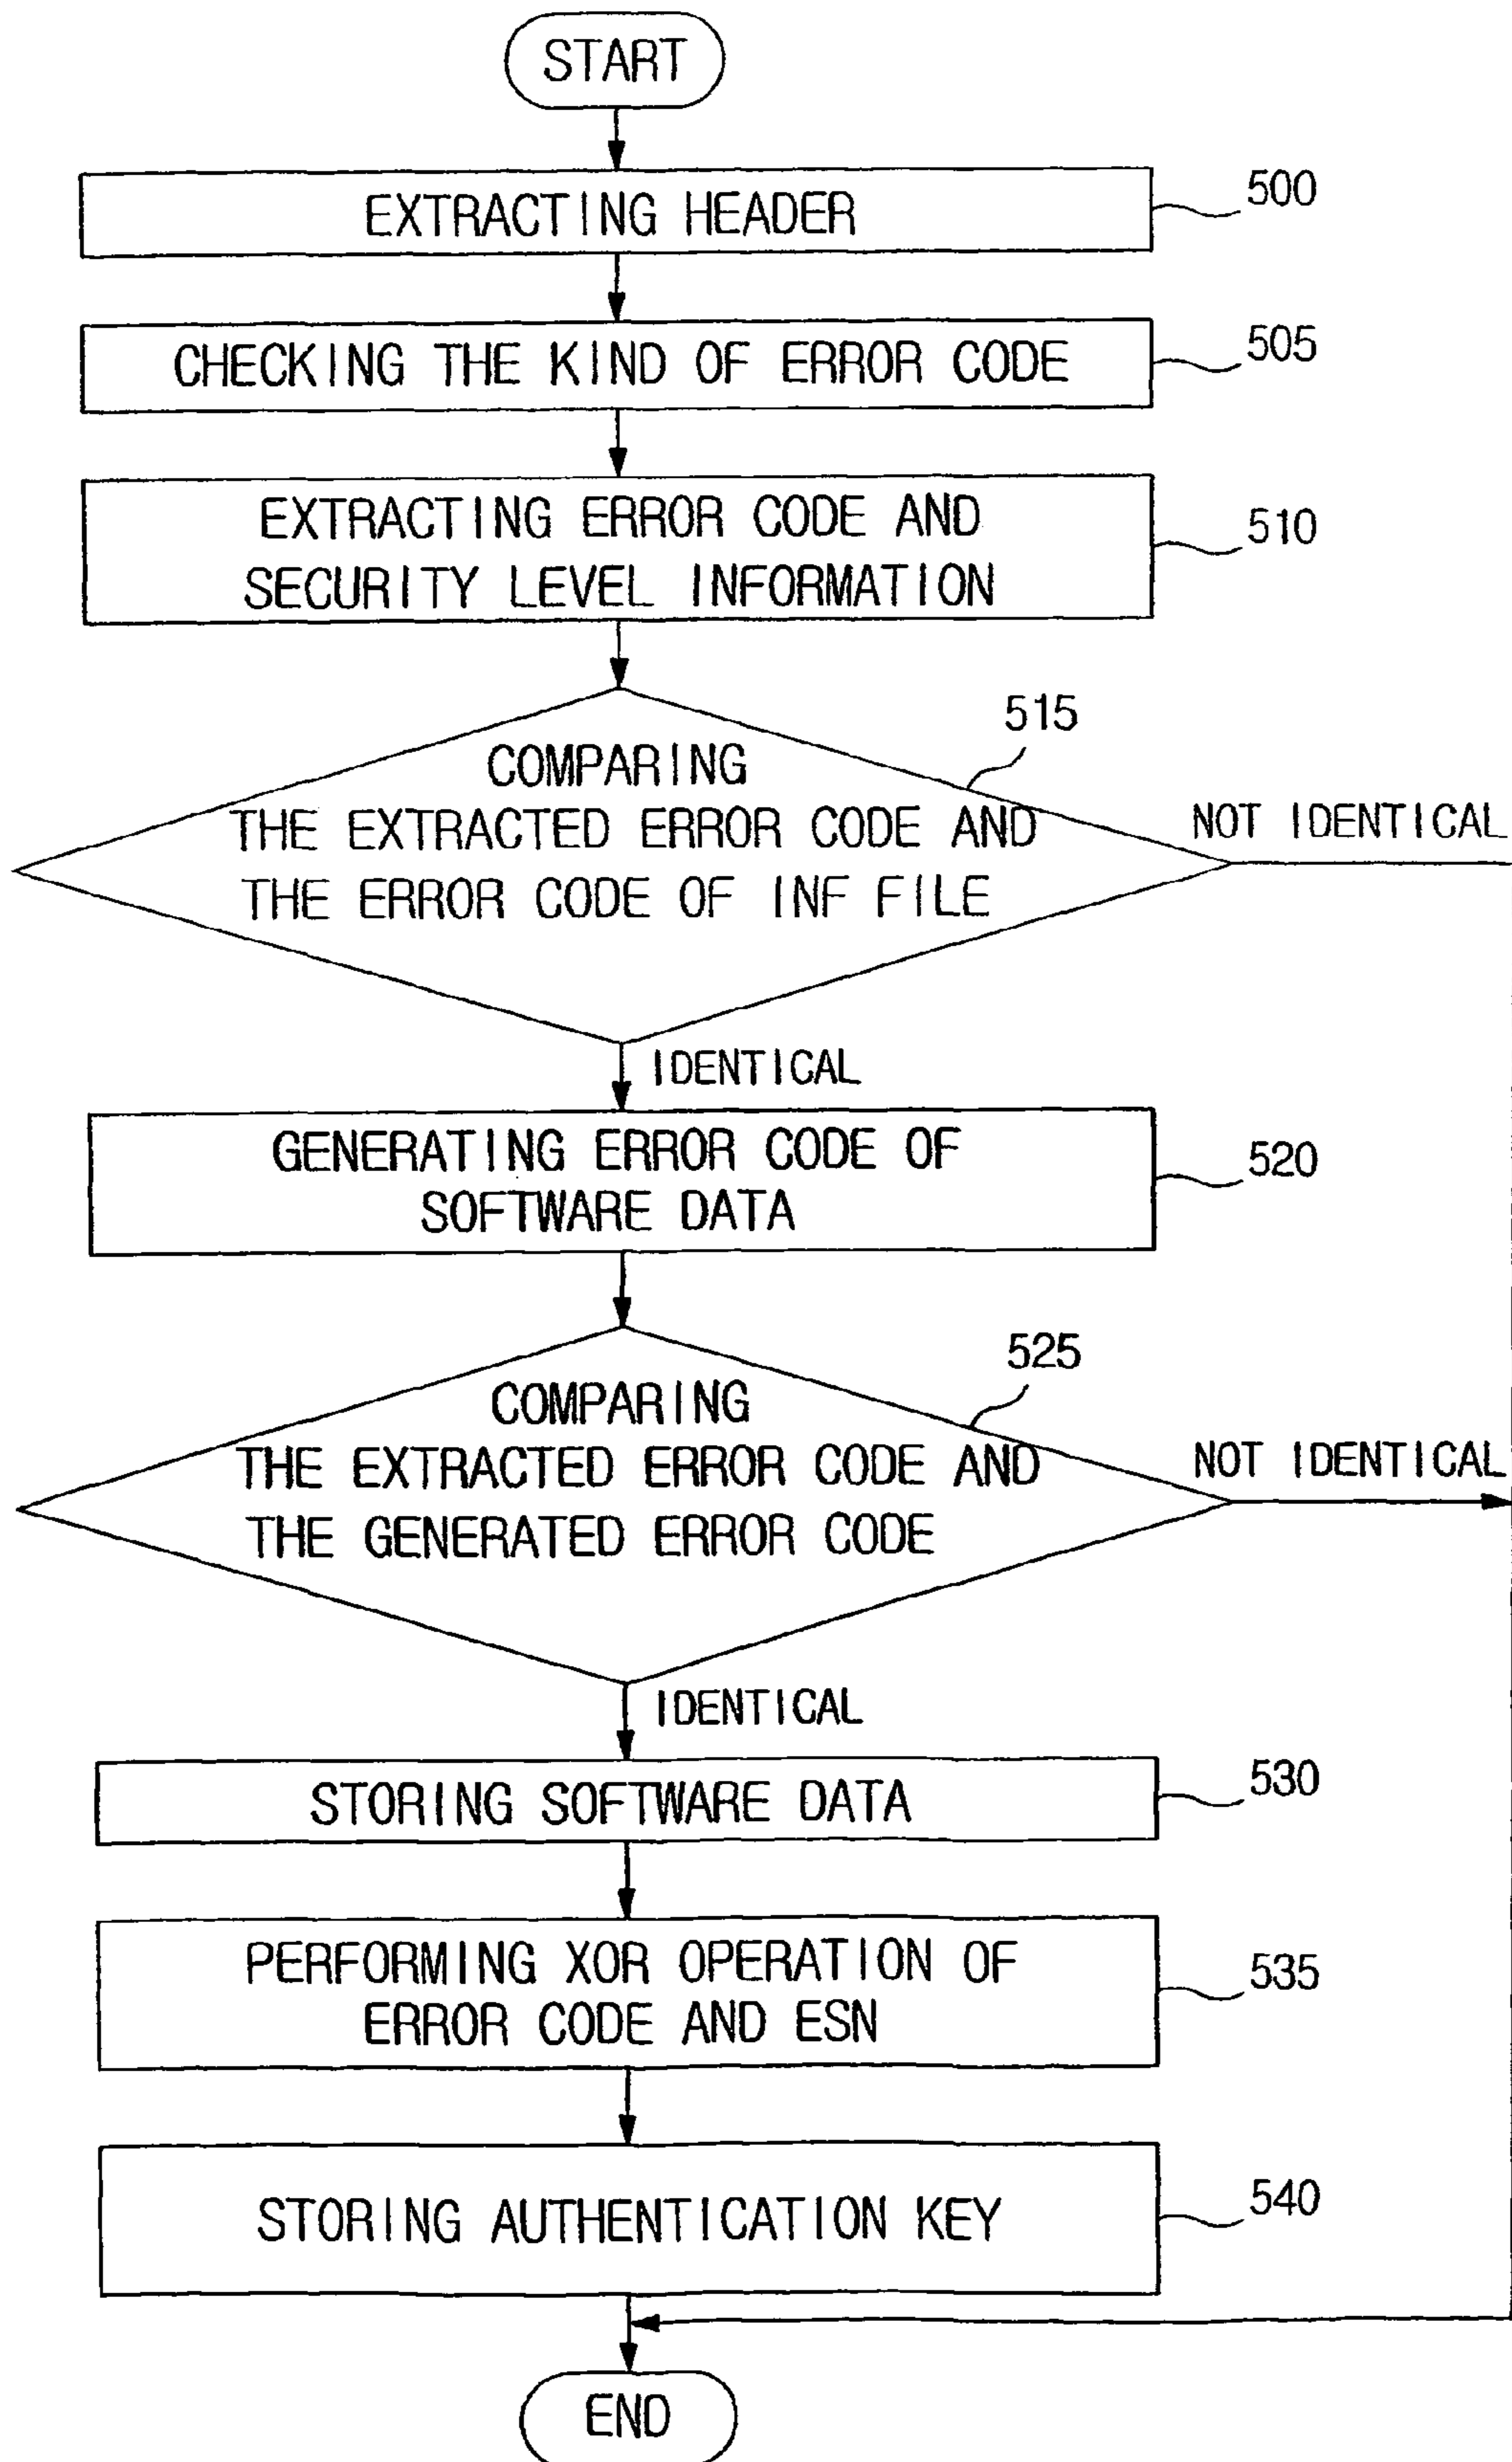 START
EXTRACTING HEADER
500
CHECKING THE KIND OF ERROR CODE
505
EXTRACTING ERROR CODE AND
SECURITY LEVEL INFORMATION
510
515
COMPARING
THE EXTRACTED ERROR CODE AND
THE ERROR CODE OF INF FILE
NOT IDENTICAL
IDENTICAL
GENERATING ERROR CODE OF
SOFTWARE DATA
520
525
COMPARING
THE EXTRACTED ERROR CODE AND
THE GENERATED ERROR CODE
NOT IDENTICAL
IDENTICAL
STORING SOFTWARE DATA
530
PERFORMING XOR OPERATION OF
ERROR CODE AND ESN
535
STORING AUTHENTICATION KEY
540
END